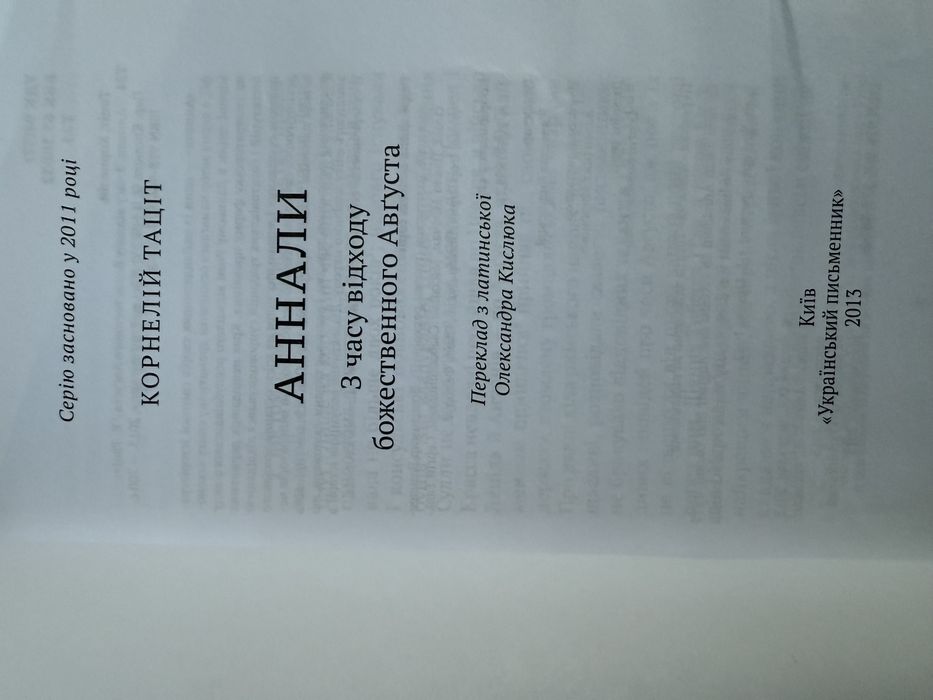 Серію засновано у 2011 році
КОРНЕЛІЙ ТАЦІТ
АННАЛИ
З часу відходу
божественного Авґуста
Переклад з латинської
Олександра Кислюка
Київ
«Український письменник»
2013